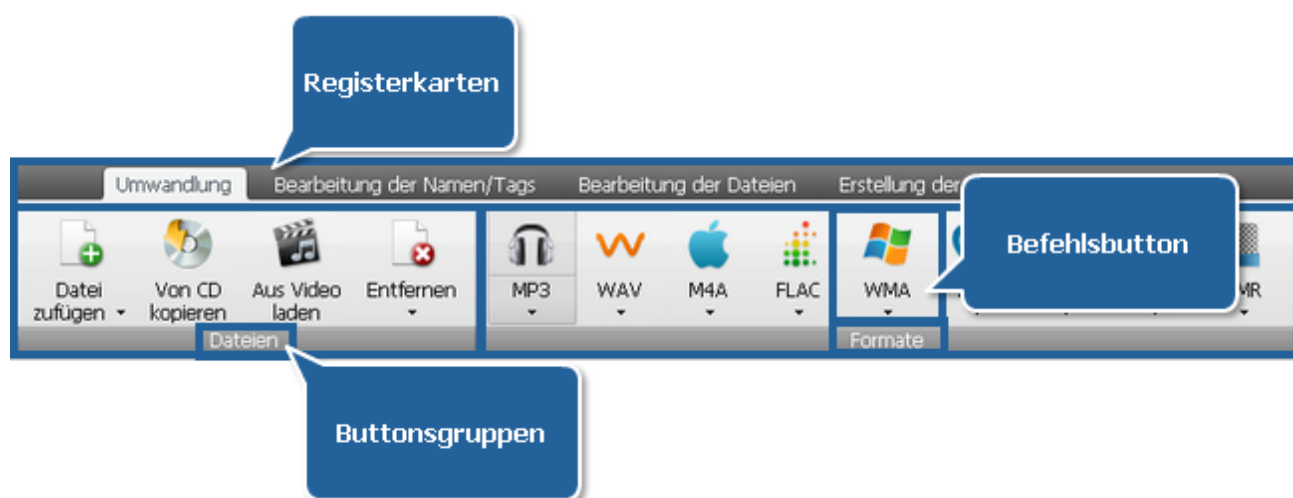 Registerkarten
Umwandlung Bearbeitung der Namen/Tags Bearbeitung der Dateien Erstellung der
Befehlsbutton
Datei zufügen Von CD kopieren Aus Video laden Entfernen MP3 WAV M4A FLAC WMA
Dateien Formate
Buttonsgruppen